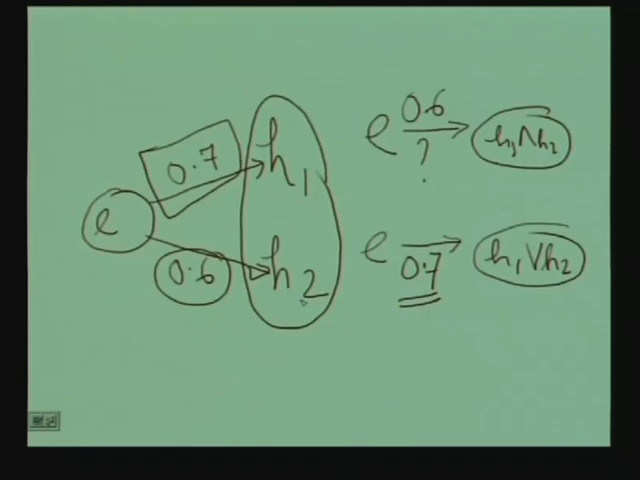 0.7
h1
e
0.6
h2
e 0.6 → h1 ∧ h2
?
e → h1 ∨ h2
0.7